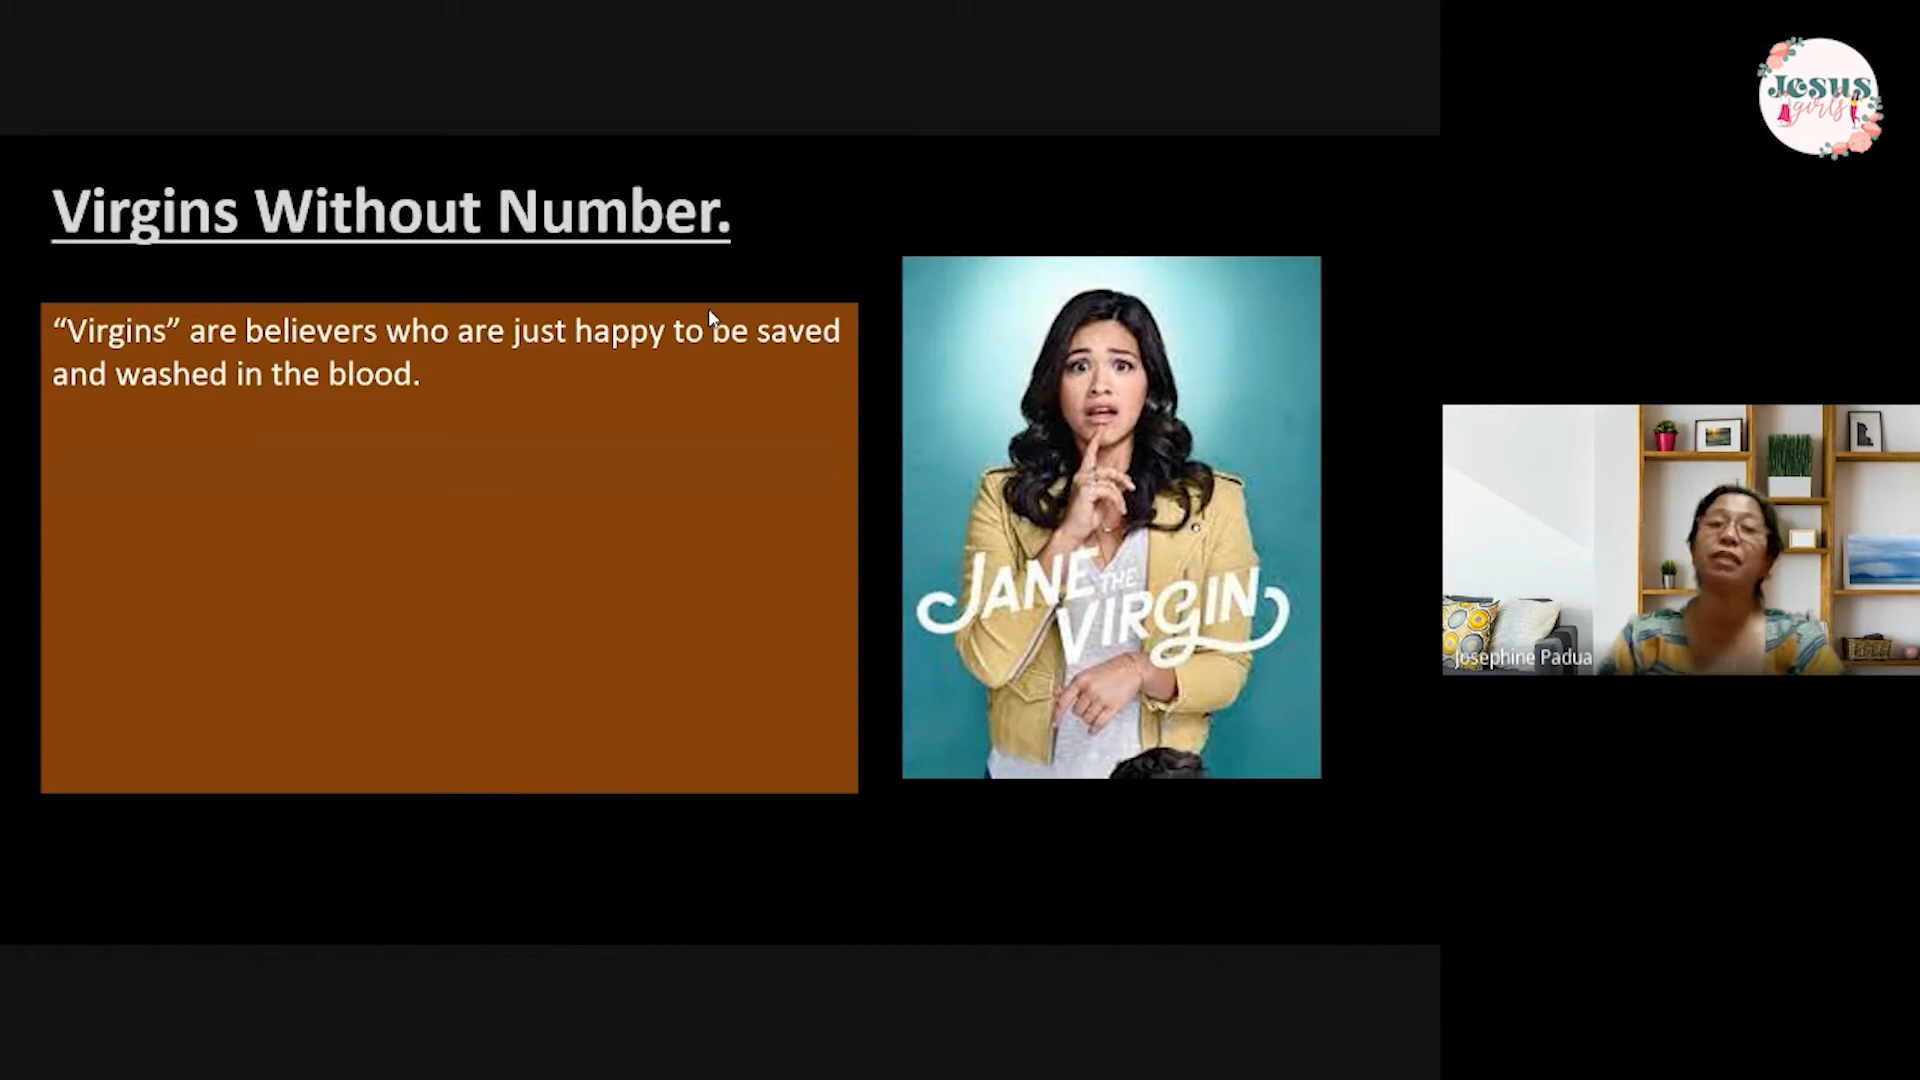 Jesus
girls
Virgins Without Number.
“Virgins” are believers who are just happy to be saved
and washed in the blood.
JANE THE
VIRGIN
Josephine Padua